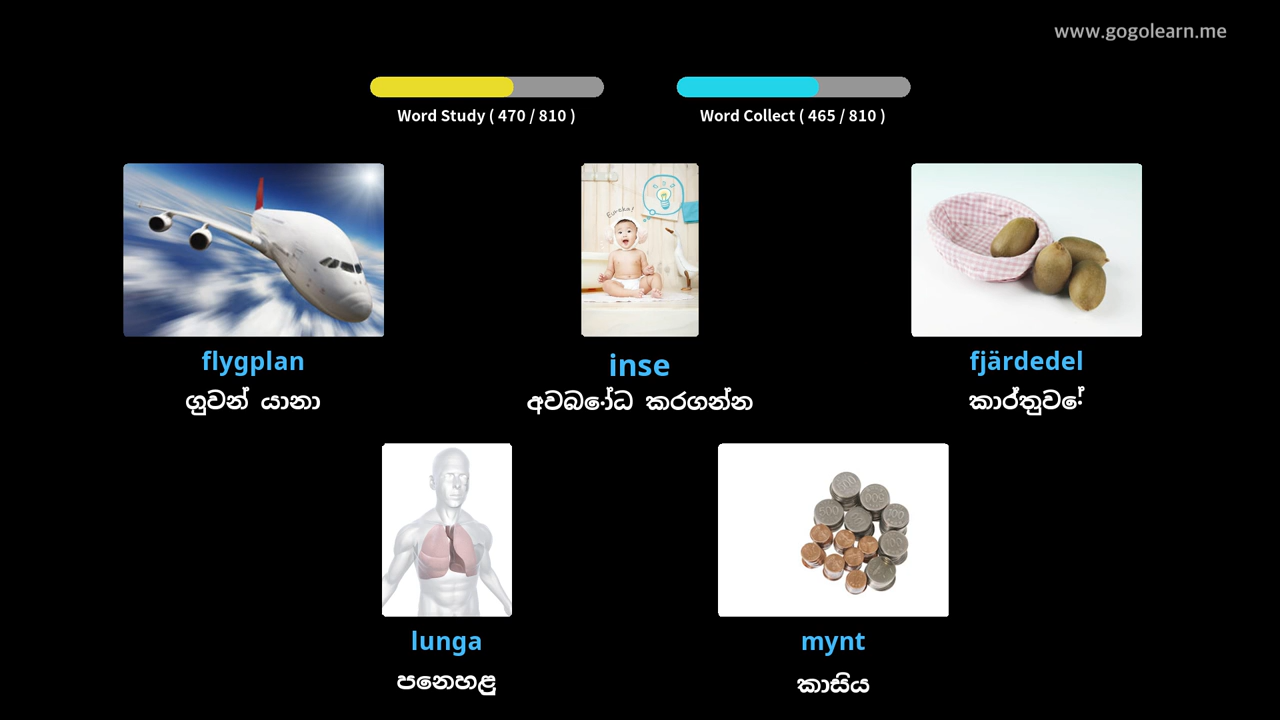 www.gogolearn.me
Word Study ( 470 / 810 )
Word Collect ( 465 / 810 )
Eureka!
flygplan
ගුවන් යානා
inse
අවබෝධ කරගන්න
fjärdedel
කාර්තුවේ
lunga
පෙනහළු
mynt
කාසිය